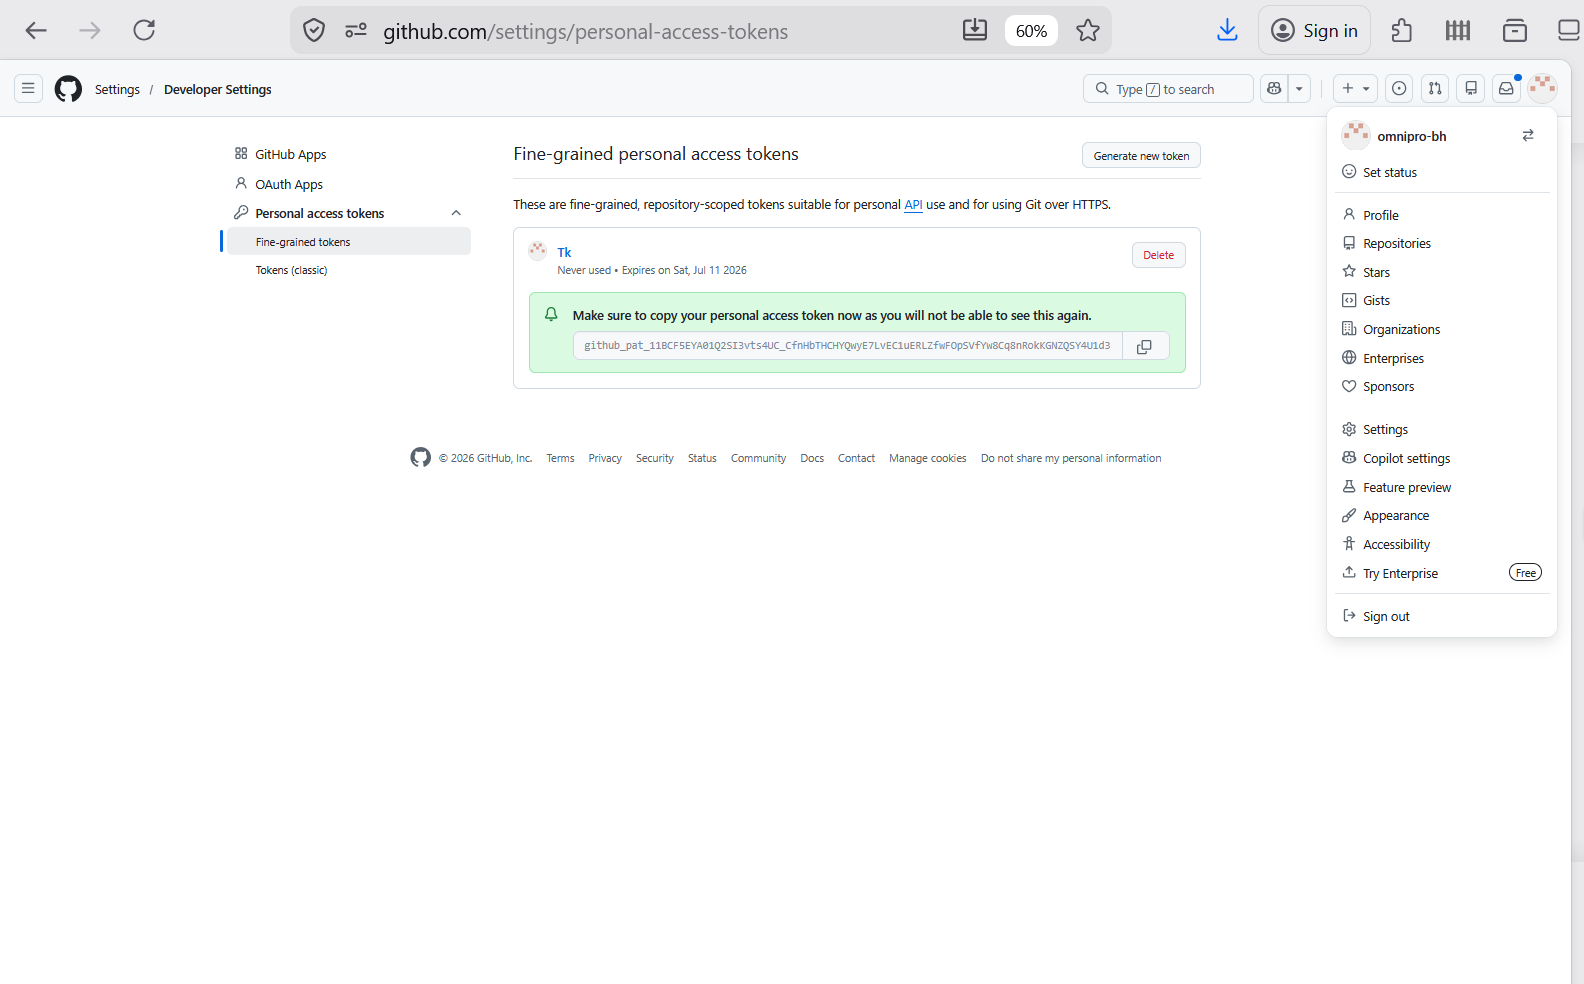 github.com/settings/personal-access-tokens
60%
Sign in
Settings / Developer Settings
Type / to search
omnipro-bh
Set status
Profile
Repositories
Stars
Gists
Organizations
Enterprises
Sponsors
Settings
Copilot settings
Feature preview
Appearance
Accessibility
Try Enterprise Free
Sign out
GitHub Apps
OAuth Apps
Personal access tokens
Fine-grained tokens
Tokens (classic)
Fine-grained personal access tokens
Generate new token
These are fine-grained, repository-scoped tokens suitable for personal API use and for using Git over HTTPS.
Tk
Never used • Expires on Sat, Jul 11 2026
Delete
Make sure to copy your personal access token now as you will not be able to see this again.
github_pat_11BCF5EYA01Q2SI3vts4UC_CfnHbTHCHYQwyE7LvEC1uERLZfwFOpSVfYw8Cq8nRokKGNZQSY4U1d3
© 2026 GitHub, Inc. Terms Privacy Security Status Community Docs Contact Manage cookies Do not share my personal information